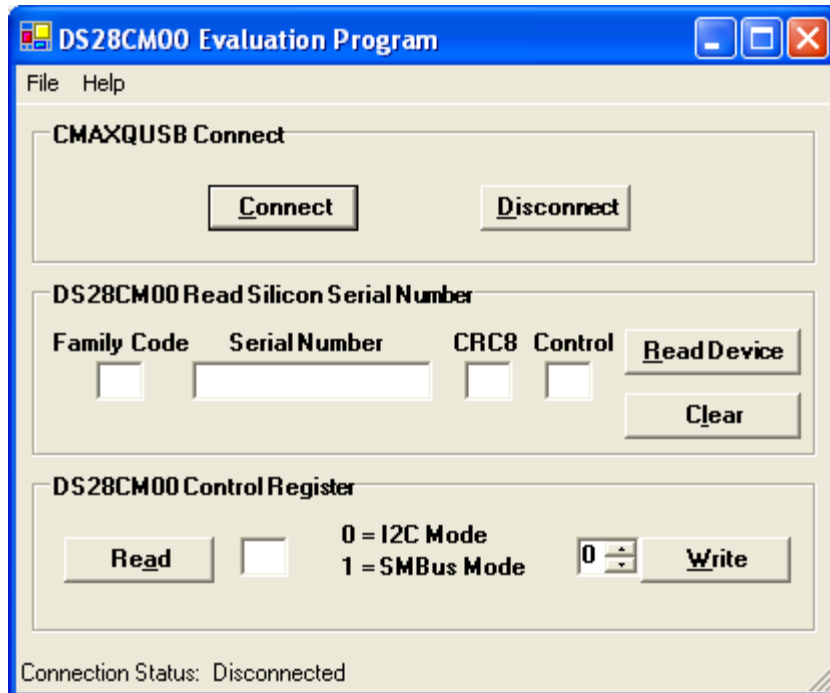 DS28CM00 Evaluation Program
File Help
CMAXQUSB Connect
Connect Disconnect
DS28CM00 Read Silicon Serial Number
Family Code Serial Number CRC8 Control Read Device
Clear
DS28CM00 Control Register
Read 0 = I2C Mode 0 Write
1 = SMBus Mode
Connection Status: Disconnected